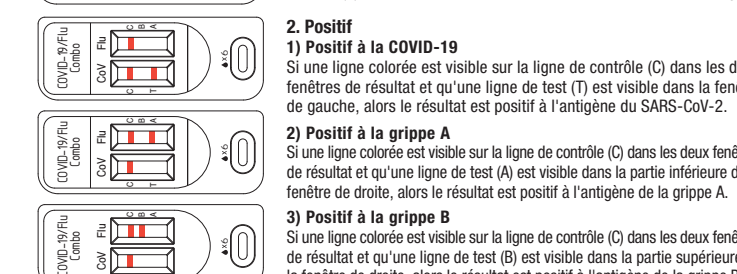 COVID-19/Flu
Combo
Flu
CoV
C B A
C T
x6
2. Positif
1) Positif à la COVID-19
Si une ligne colorée est visible sur la ligne de contrôle (C) dans les d
fenêtres de résultat et qu'une ligne de test (T) est visible dans la fen
de gauche, alors le résultat est positif à l'antigène du SARS-CoV-2.
COVID-19/Flu
Combo
Flu
CoV
C B A
C T
x6
2) Positif à la grippe A
Si une ligne colorée est visible sur la ligne de contrôle (C) dans les deux fenê
de résultat et qu'une ligne de test (A) est visible dans la partie inférieure d
fenêtre de droite, alors le résultat est positif à l'antigène de la grippe A.
COVID-19/Flu
Combo
Flu
CoV
C B A
x6
3) Positif à la grippe B
Si une ligne colorée est visible sur la ligne de contrôle (C) dans les deux fenê
de résultat et qu'une ligne de test (B) est visible dans la partie supérieure